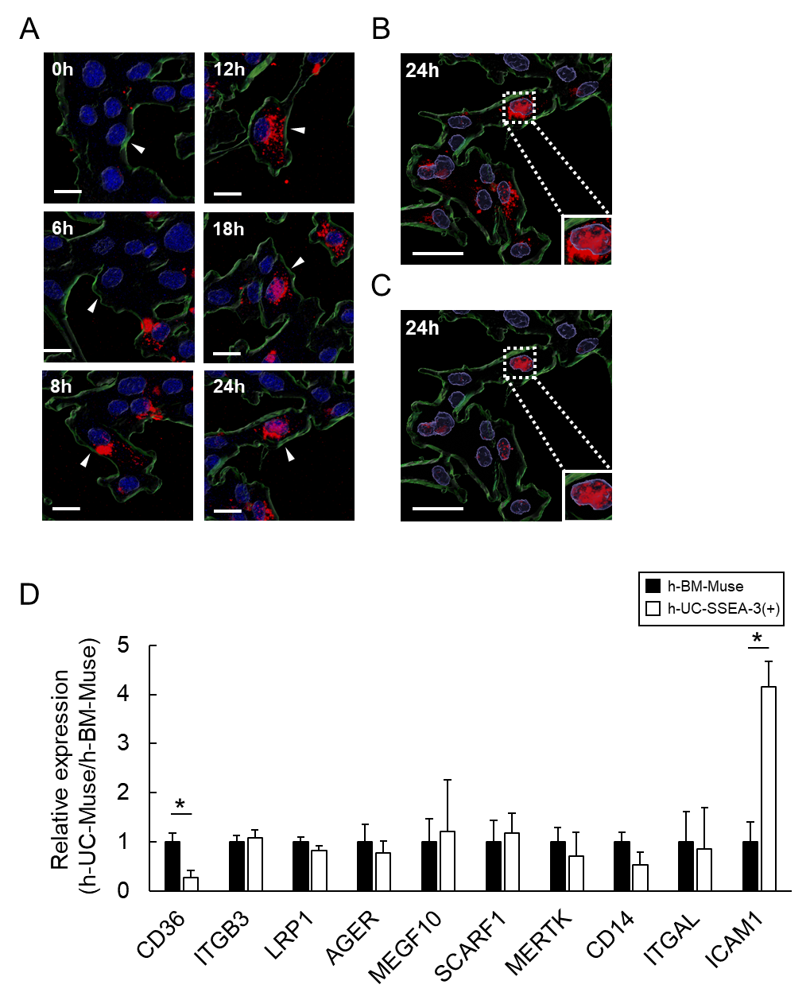 A
0h
12h
6h
18h
8h
24h
B
24h
C
24h
D
h-BM-Muse
h-UC-SSEA-3(+)
Relative expression
(h-UC-Muse/h-BM-Muse)
5
4
3
2
1
0
*
*
CD36
ITGB3
LRP1
AGER
MEGF10
SCARF1
MERTK
CD14
ITGAL
ICAM1